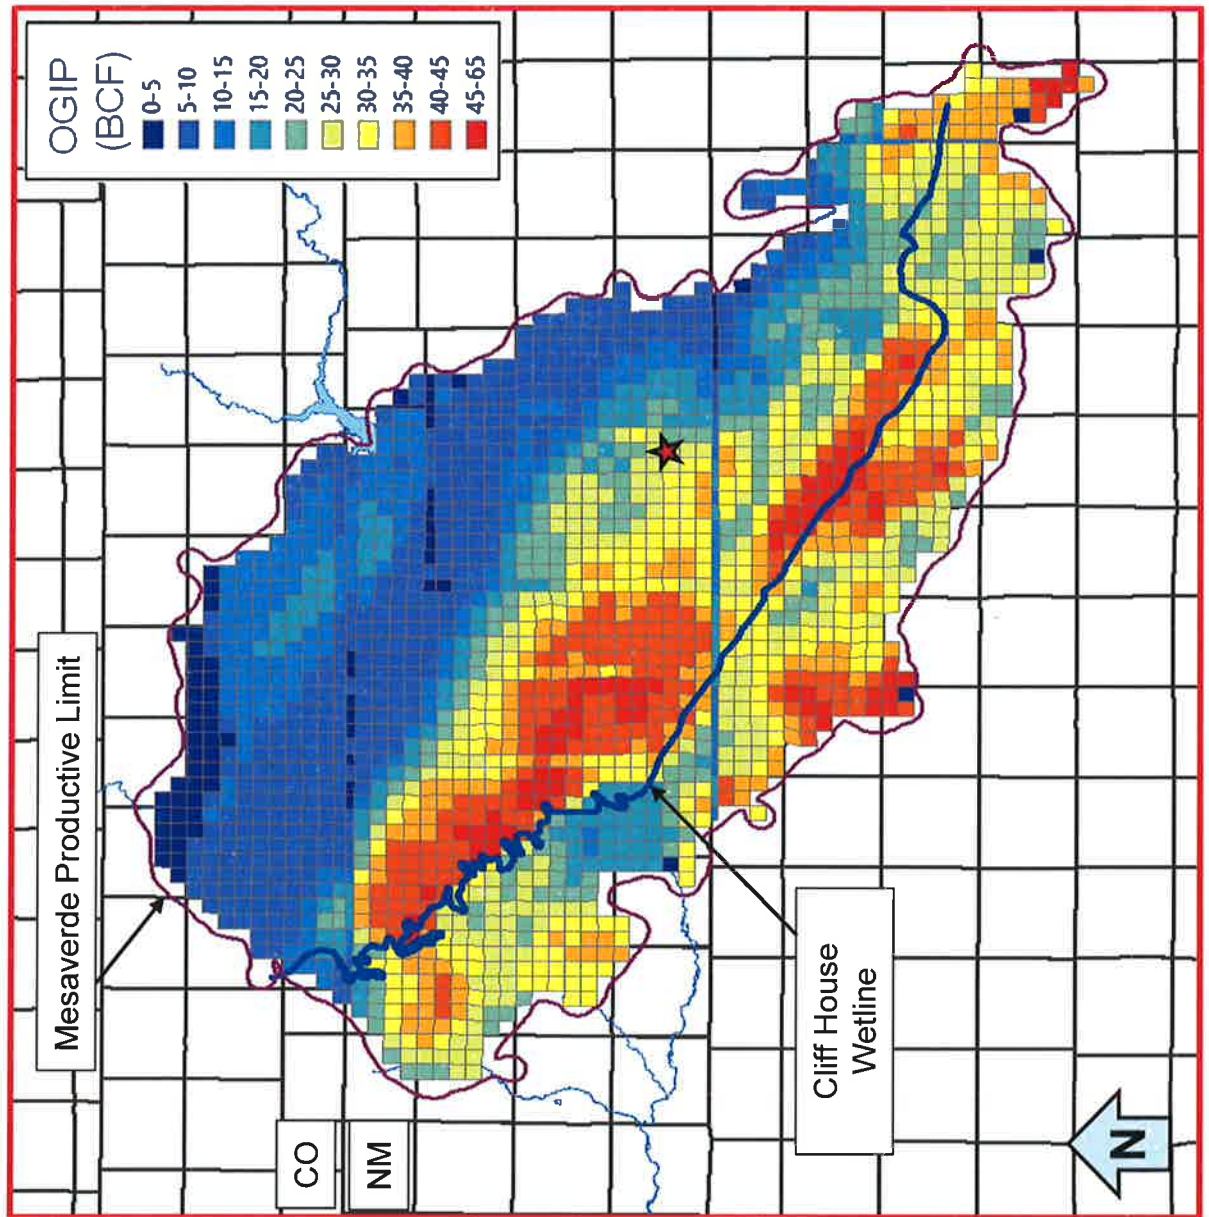 OGIP
(BCF)
0-5
5-10
10-15
15-20
20-25
25-30
30-35
35-40
40-45
45-65
Mesaverde Productive Limit
CO
NM
Cliff House
Wetline
N